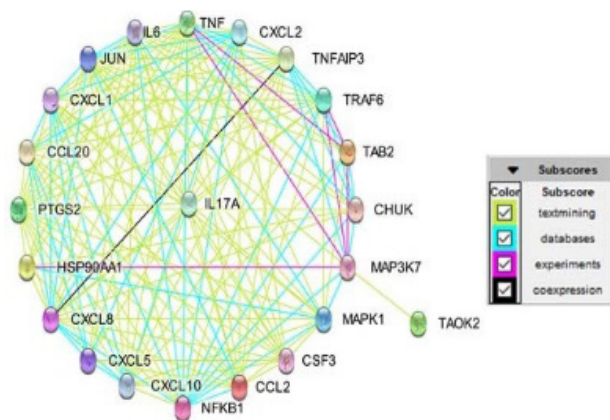 TNF
IL6
CXCL2
JUN
TNFAIP3
CXCL1
TRAF6
CCL20
TAB2
PTGS2
IL17A
CHUK
HSP90AA1
MAP3K7
CXCL8
MAPK1
TAOK2
CXCL5
CSF3
CXCL10
CCL2
NFKB1
▼ Subscores
Color Subscore
textmining
databases
experiments
coexpression